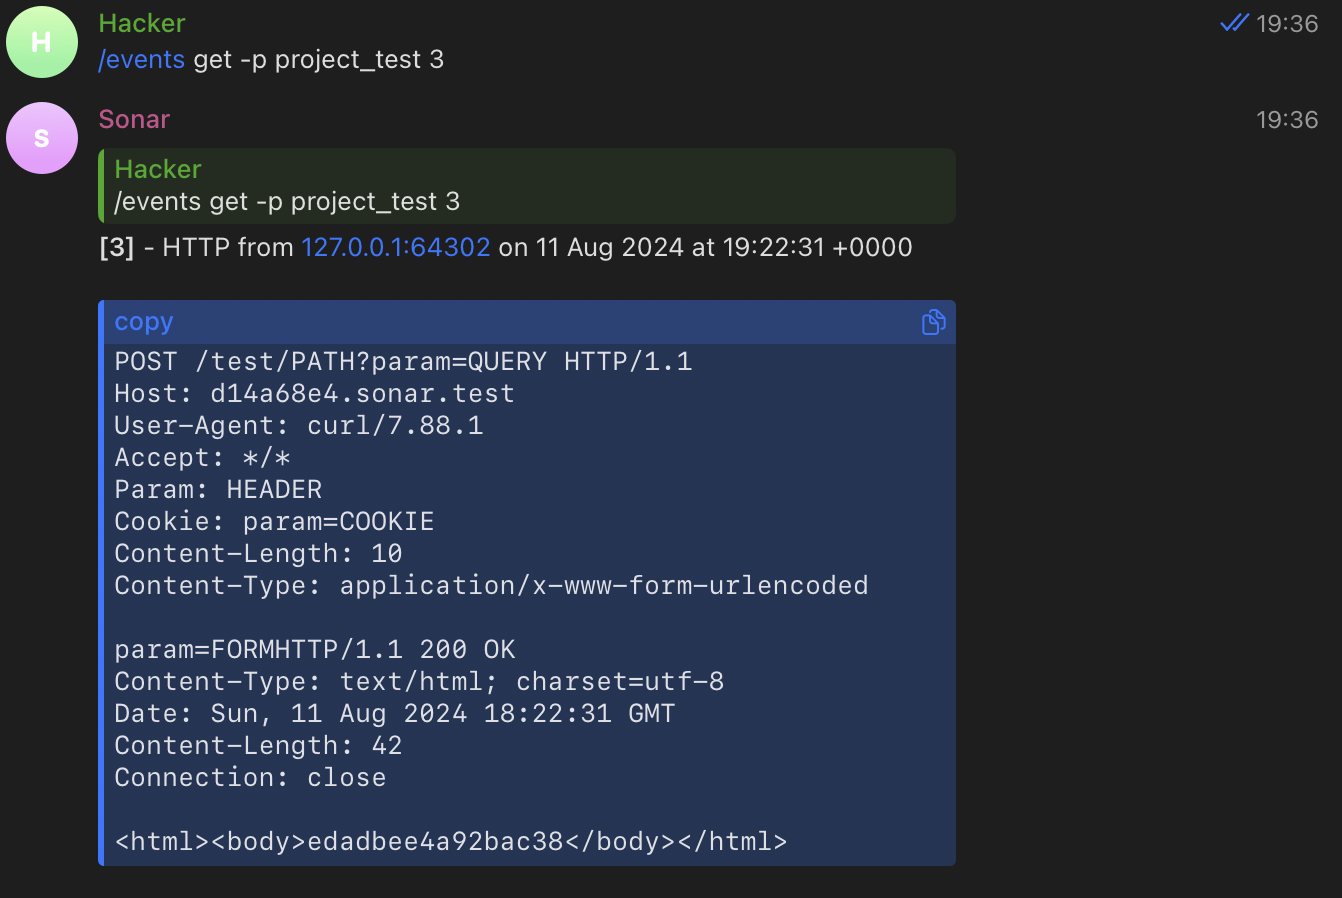 H
Hacker
19:36
/events get -p project_test 3
S
Sonar
19:36
Hacker
/events get -p project_test 3
[3] - HTTP from 127.0.0.1:64302 on 11 Aug 2024 at 19:22:31 +0000
copy
POST /test/PATH?param=QUERY HTTP/1.1
Host: d14a68e4.sonar.test
User-Agent: curl/7.88.1
Accept: */*
Param: HEADER
Cookie: param=COOKIE
Content-Length: 10
Content-Type: application/x-www-form-urlencoded
param=FORMHTTP/1.1 200 OK
Content-Type: text/html; charset=utf-8
Date: Sun, 11 Aug 2024 18:22:31 GMT
Content-Length: 42
Connection: close
<html><body>edadbee4a92bac38</body></html>